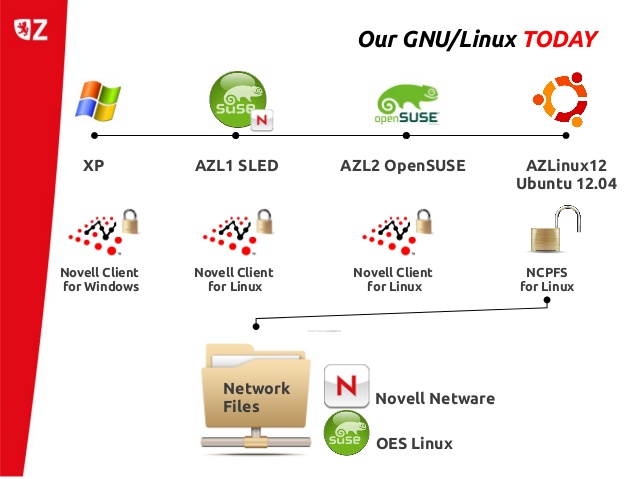 Z
Our GNU/Linux TODAY
SUSE
N
openSUSE
XP
AZL1 SLED
AZL2 OpenSUSE
AZLinux12
Ubuntu 12.04
Novell Client
for Windows
Novell Client
for Linux
Novell Client
for Linux
NCPFS
for Linux
Network
Files
N
Novell Netware
suse
OES Linux